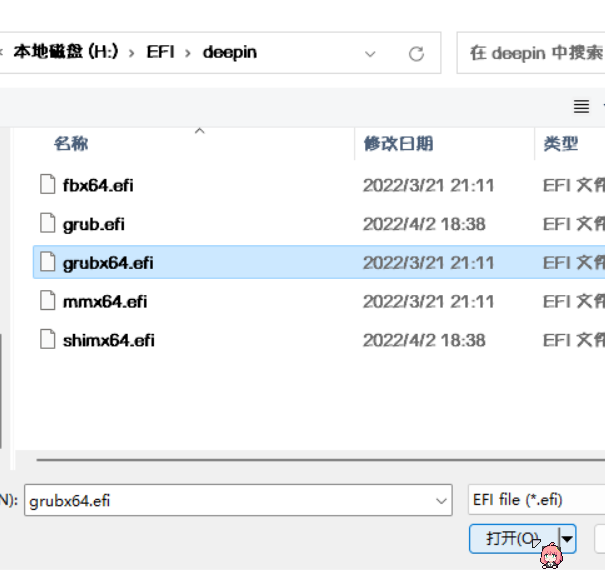 本地磁盘 (H:) › EFI › deepin
在 deepin 中搜索
名称 修改日期 类型
fbx64.efi 2022/3/21 21:11 EFI 文件
grub.efi 2022/4/2 18:38 EFI 文件
grubx64.efi 2022/3/21 21:11 EFI 文件
mmx64.efi 2022/3/21 21:11 EFI 文件
shimx64.efi 2022/4/2 18:38 EFI 文件
N): grubx64.efi EFI file (*.efi)
打开(O)